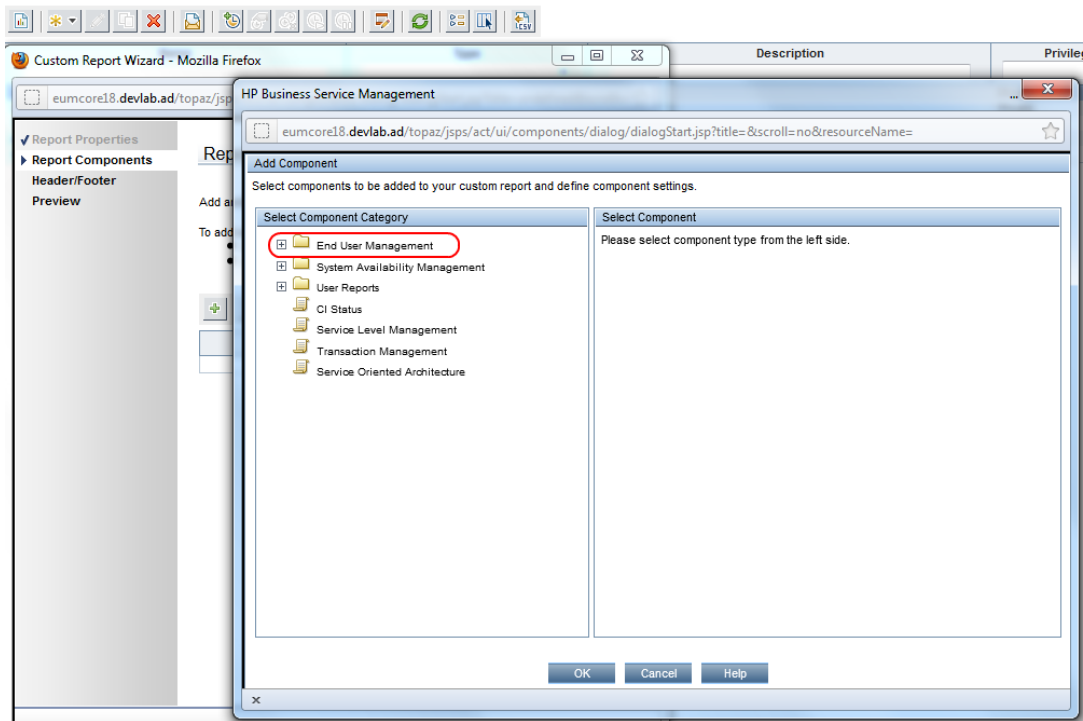 CSV
Description
Privile
Custom Report Wizard - Mozilla Firefox
eumcore18.devlab.ad/topaz/jsp
Report Properties
Report Components
Header/Footer
Preview
Rep
Add a
To add
HP Business Service Management
...
eumcore18.devlab.ad/topaz/jsps/act/ui/components/dialog/dialogStart.jsp?title=&scroll=no&resourceName=
Add Component
Select components to be added to your custom report and define component settings.
Select Component Category
End User Management
System Availability Management
User Reports
CI Status
Service Level Management
Transaction Management
Service Oriented Architecture
Select Component
Please select component type from the left side.
OK Cancel Help